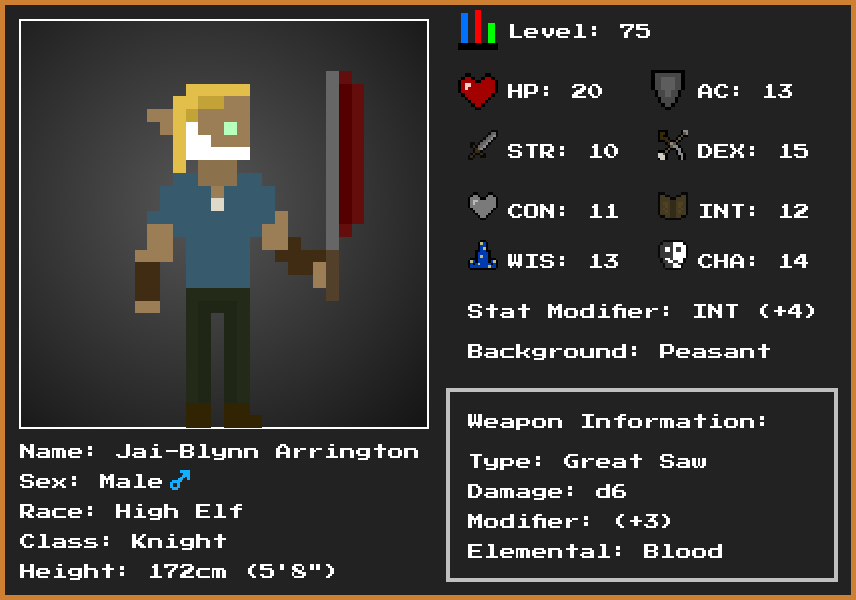 Level: 75
HP: 20
AC: 13
STR: 10
DEX: 15
CON: 11
INT: 12
WIS: 13
CHA: 14
Stat Modifier: INT (+4)
Background: Peasant
Weapon Information:
Type: Great Saw
Damage: d6
Modifier: (+3)
Elemental: Blood
Name: Jai-Blynn Arrington
Sex: Male♂
Race: High Elf
Class: Knight
Height: 172cm (5'8")